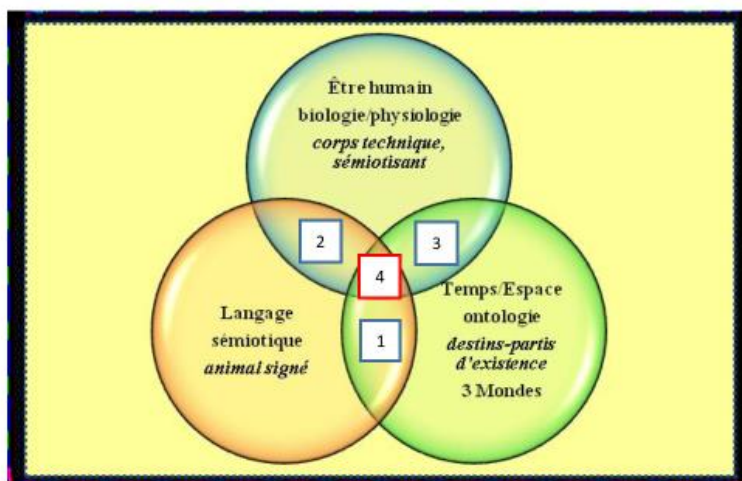 Être humain
biologie/physiologie
corps technique,
sémiotisant
2
3
4
1
Langage
sémiotique
animal signé
Temps/Espace
ontologie
destins-partis
d'existence
3 Mondes